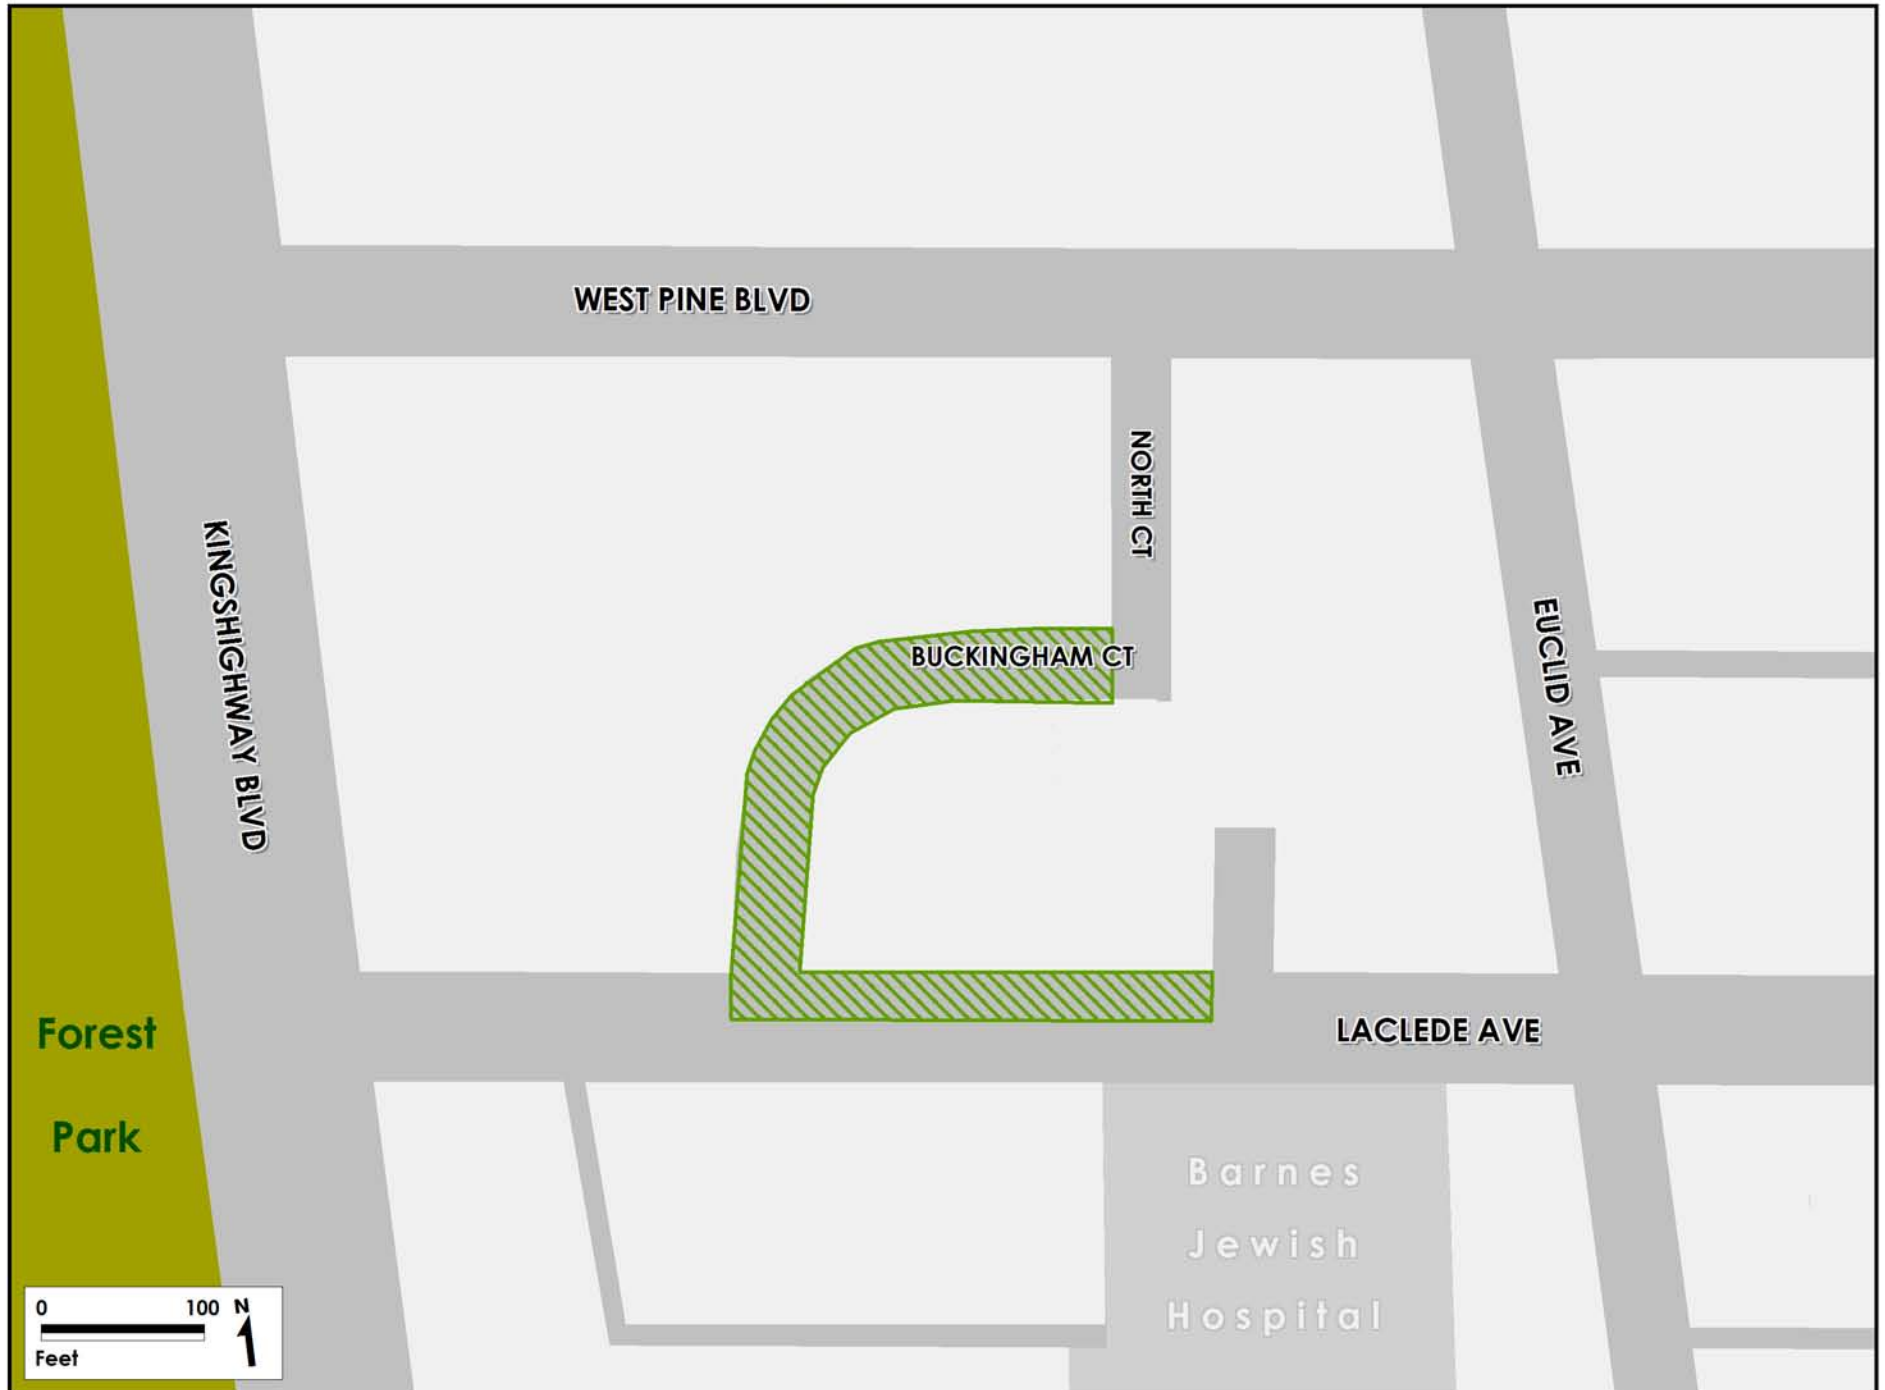 WEST PINE BLVD
NORTH CT
KINGSHIGHWAY BLVD
BUCKINGHAM CT
EUCLID AVE
Forest
Park
LACLEDE AVE
Barnes
Jewish
Hospital
0 100 N
Feet